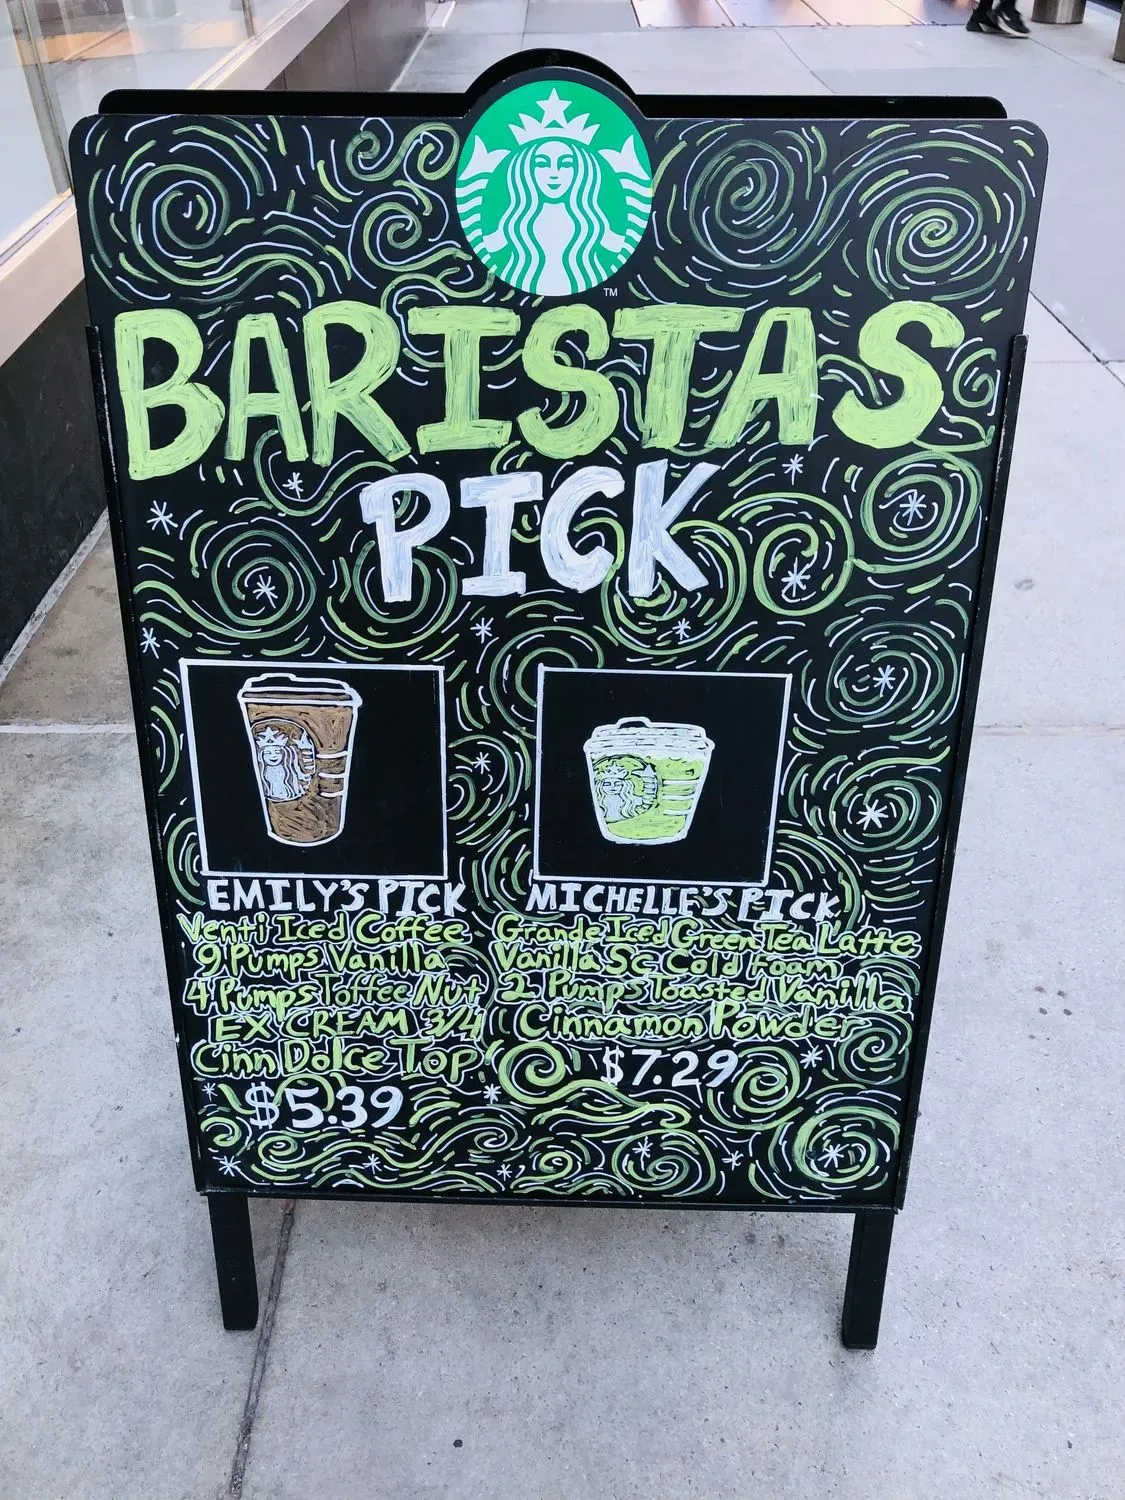 TM
BARISTAS
PICK
EMILY'S PICK
Venti Iced Coffee
9 Pumps Vanilla
4 Pumps Toffee Nut
EX CREAM 3/4
Cinn Dolce Top
$5.39
MICHELLE'S PICK
Grande Iced Green Tea Latte
Vanilla SC Cold Foam
2 Pumps Toasted Vanilla
Cinnamon Powder
$7.29